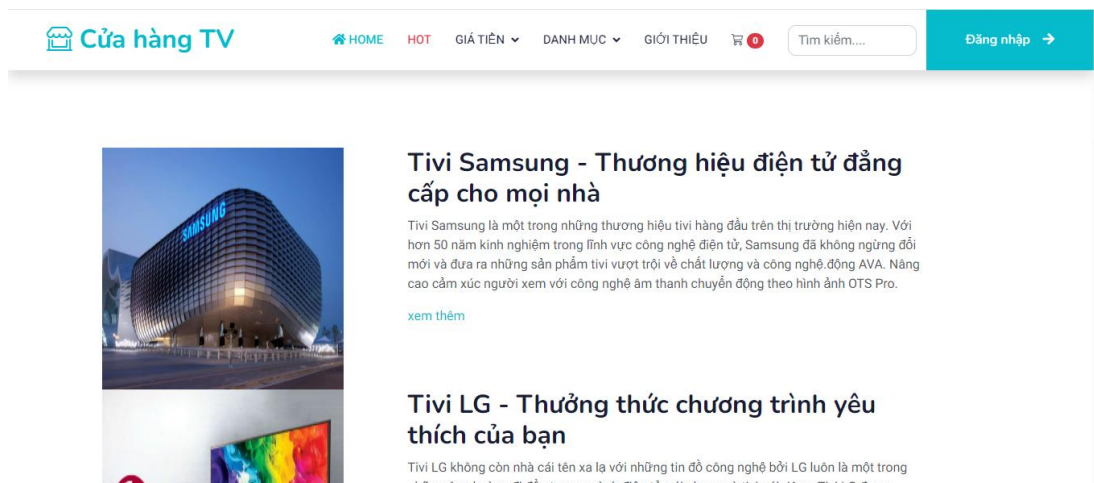 Cửa hàng TV
HOME
HOT
GIÁ TIỀN
DANH MỤC
GIỚI THIỆU
0
Tìm kiếm....
Đăng nhập
SAMSUNG
Tivi Samsung - Thương hiệu điện tử đẳng
cấp cho mọi nhà
Tivi Samsung là một trong những thương hiệu tivi hàng đầu trên thị trường hiện nay. Với
hơn 50 năm kinh nghiệm trong lĩnh vực công nghệ điện tử, Samsung đã không ngừng đổi
mới và đưa ra những sản phẩm tivi vượt trội về chất lượng và công nghệ.động AVA. Nâng
cao cảm xúc người xem với công nghệ âm thanh chuyển động theo hình ảnh OTS Pro.
xem thêm
Tivi LG - Thưởng thức chương trình yêu
thích của bạn
Tivi LG không còn nhà cái tên xa lạ với những tin đồ công nghệ bởi LG luôn là một trong